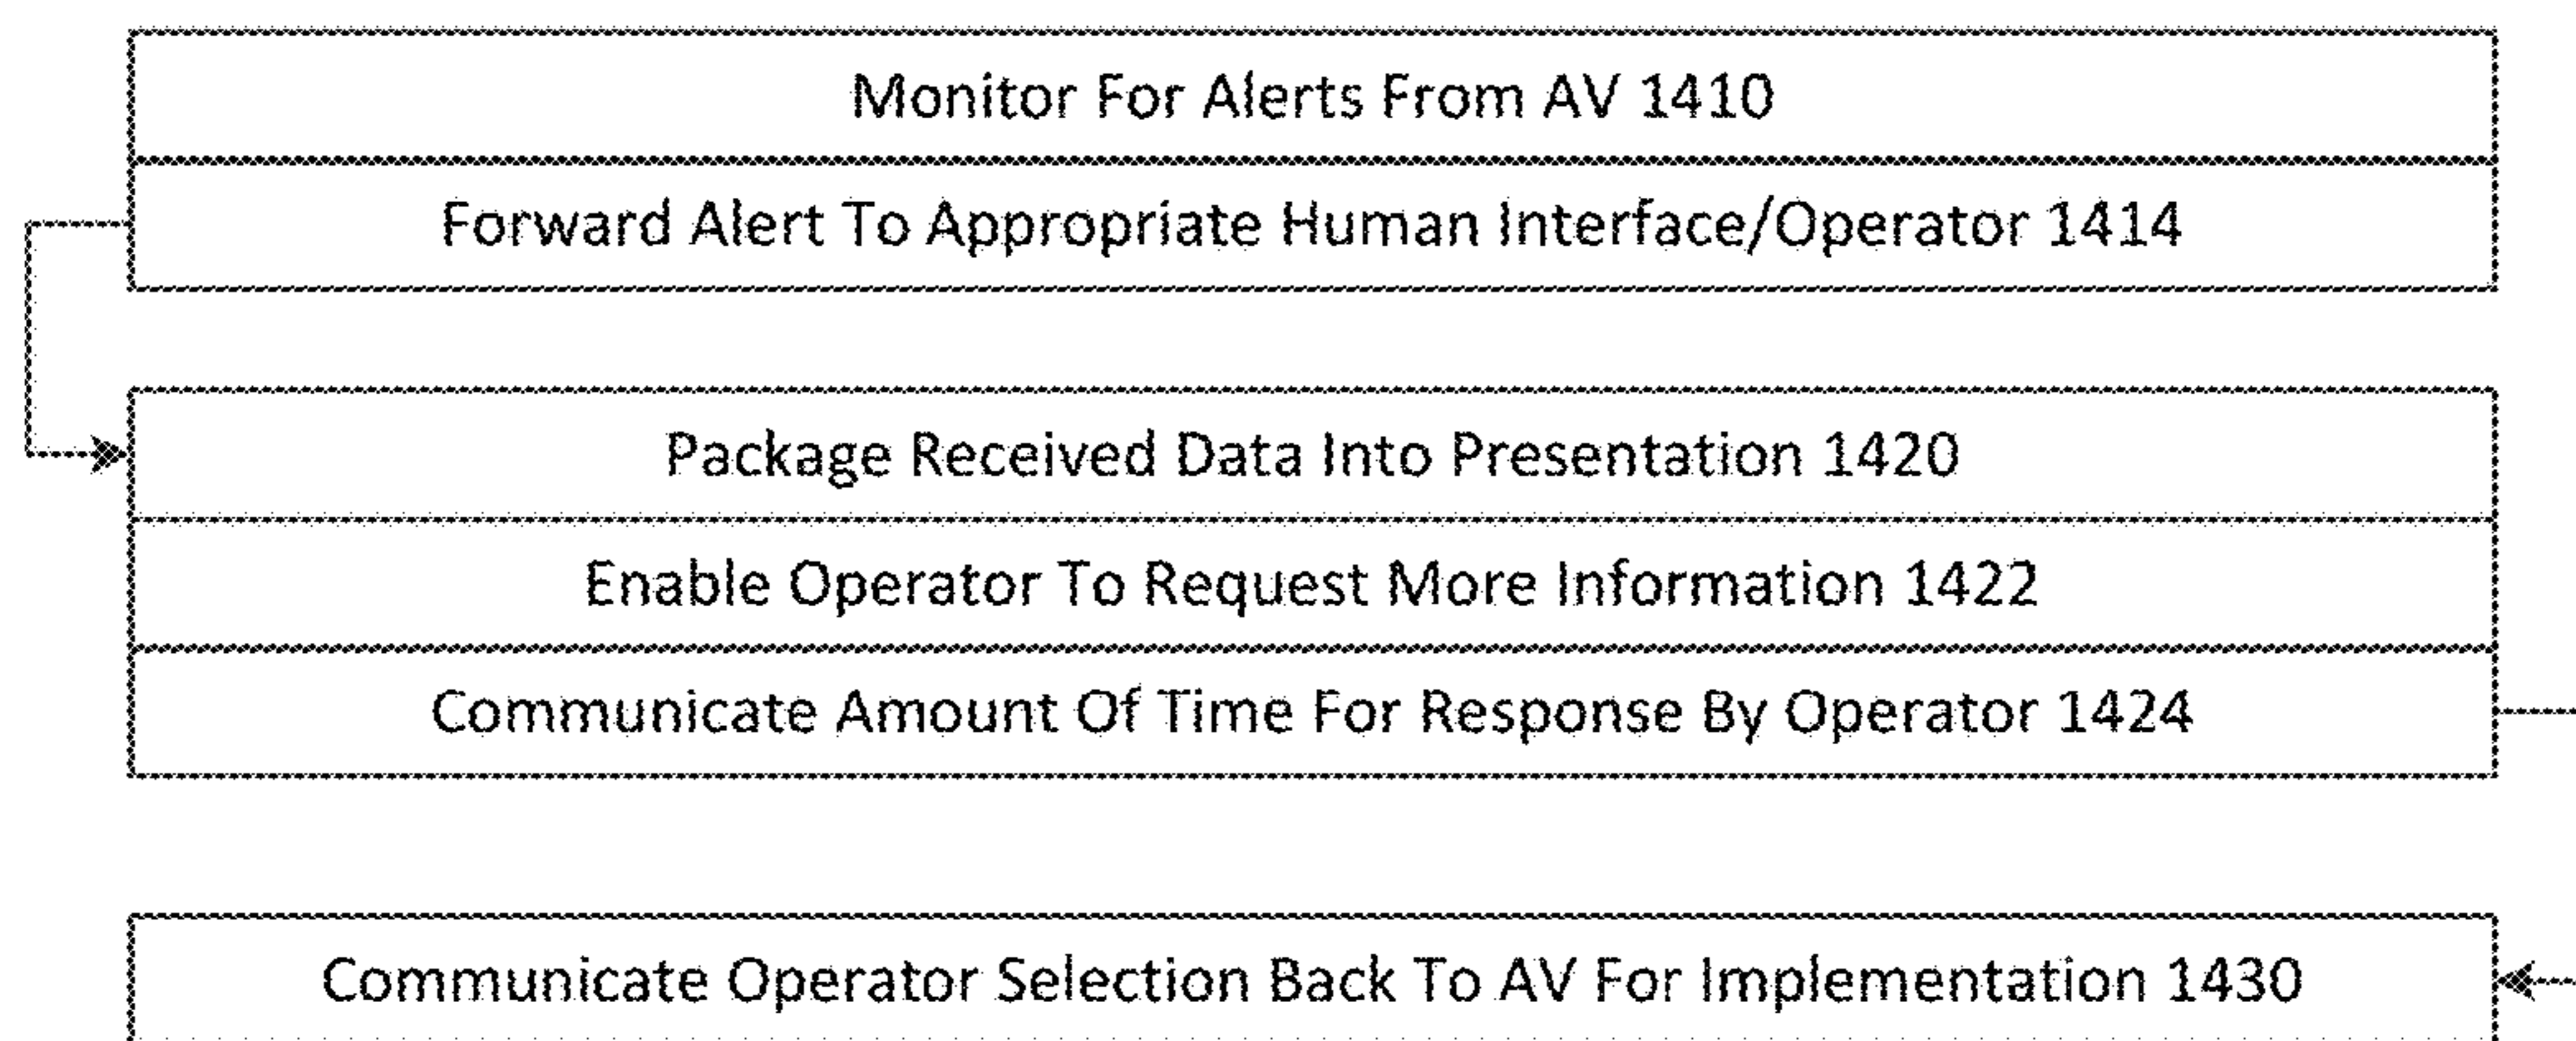 Monitor For Alerts From AV 1410
Forward Alert To Appropriate Human Interface/Operator 1414
Package Received Data Into Presentation 1420
Enable Operator To Request More Information 1422
Communicate Amount Of Time For Response By Operator 1424
Communicate Operator Selection Back To AV For Implementation 1430